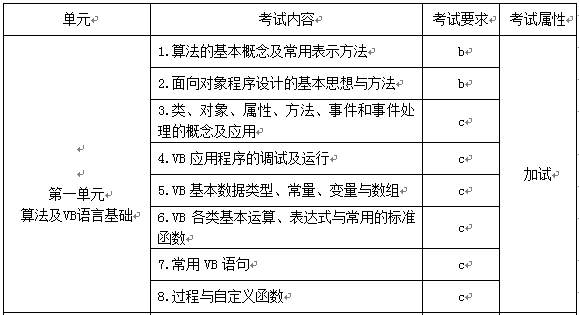 单元 考试内容 考试要求 考试属性
1.算法的基本概念及常用表示方法 b
2.面向对象程序设计的基本思想与方法 b
3.类、对象、属性、方法、事件和事件处
理的概念及应用 c
4.VB 应用程序的调试及运行 c
第一单元
算法及VB语言基础
5.VB 基本数据类型、常量、变量与数组 c
6.VB 各类基本运算、表达式与常用的标准
函数 c
7.常用 VB 语句 c
8.过程与自定义函数 c
加试